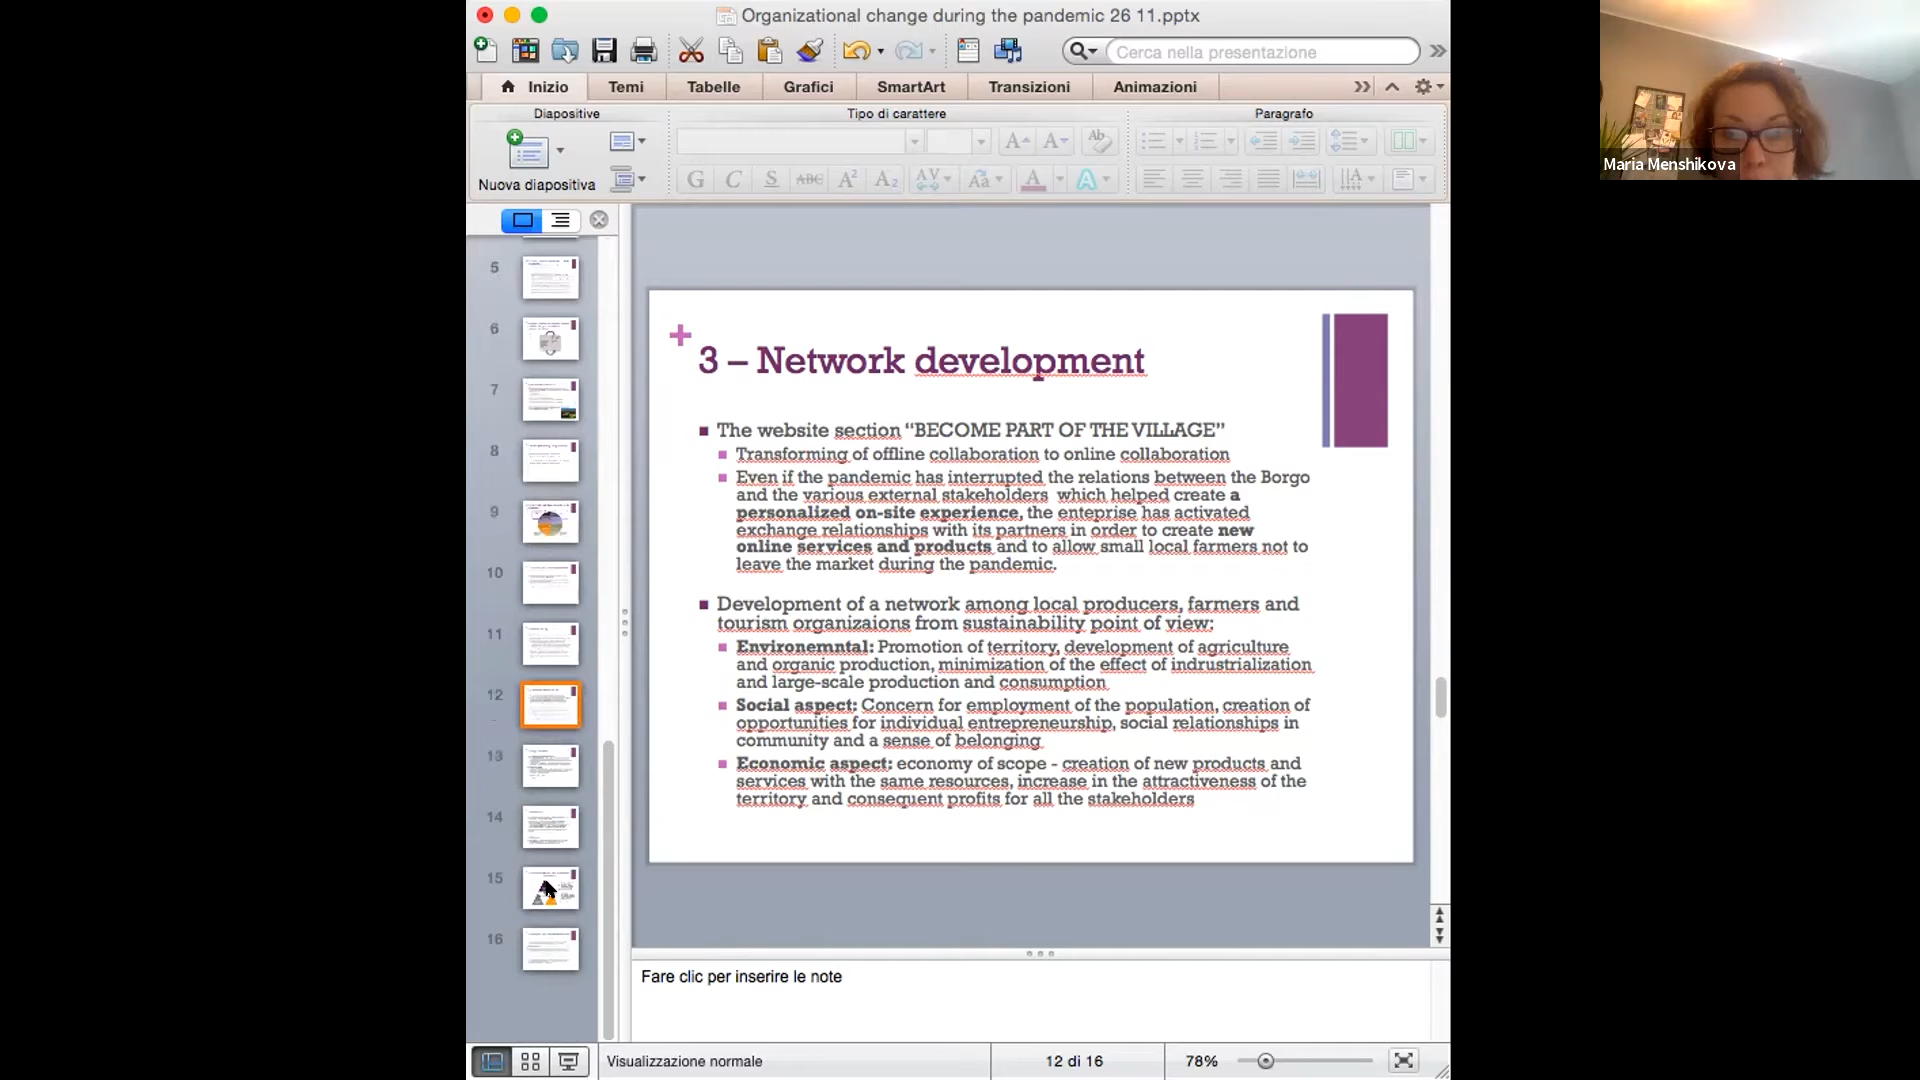 Organizational change during the pandemic 26 11.pptx
Cerca nella presentazione
Inizio
Temi
Tabelle
Grafici
SmartArt
Transizioni
Animazioni
Diapositive
Tipo di carattere
Paragrafo
Nuova diapositiva
G C S ABC A² A₂ AV Aa A A
Maria Menshikova
5
6
7
8
9
10
11
12
13
14
15
16
+
3 – Network development
The website section “BECOME PART OF THE VILLAGE”
Transforming of offline collaboration to online collaboration
Even if the pandemic has interrupted the relations between the Borgo
and the various external stakeholders which helped create a
personalized on-site experience, the enteprise has activated
exchange relationships with its partners in order to create new
online services and products and to allow small local farmers not to
leave the market during the pandemic.
Development of a network among local producers, farmers and
tourism organizaions from sustainability point of view:
Environemntal: Promotion of territory, development of agriculture
and organic production, minimization of the effect of indrustrialization
and large-scale production and consumption
Social aspect: Concern for employment of the population, creation of
opportunities for individual entrepreneurship, social relationships in
community and a sense of belonging
Economic aspect: economy of scope - creation of new products and
services with the same resources, increase in the attractiveness of the
territory and consequent profits for all the stakeholders
Fare clic per inserire le note
Visualizzazione normale
12 di 16
78%